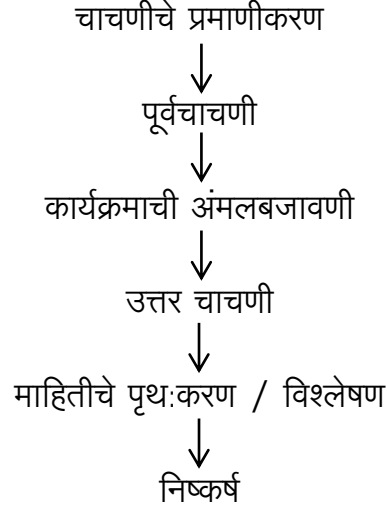 चाचणीचे प्रमाणीकरण
पूर्वचाचणी
कार्यक्रमाची अंमलबजावणी
उत्तर चाचणी
माहितीचे पृथ:करण / विश्लेषण
निष्कर्ष